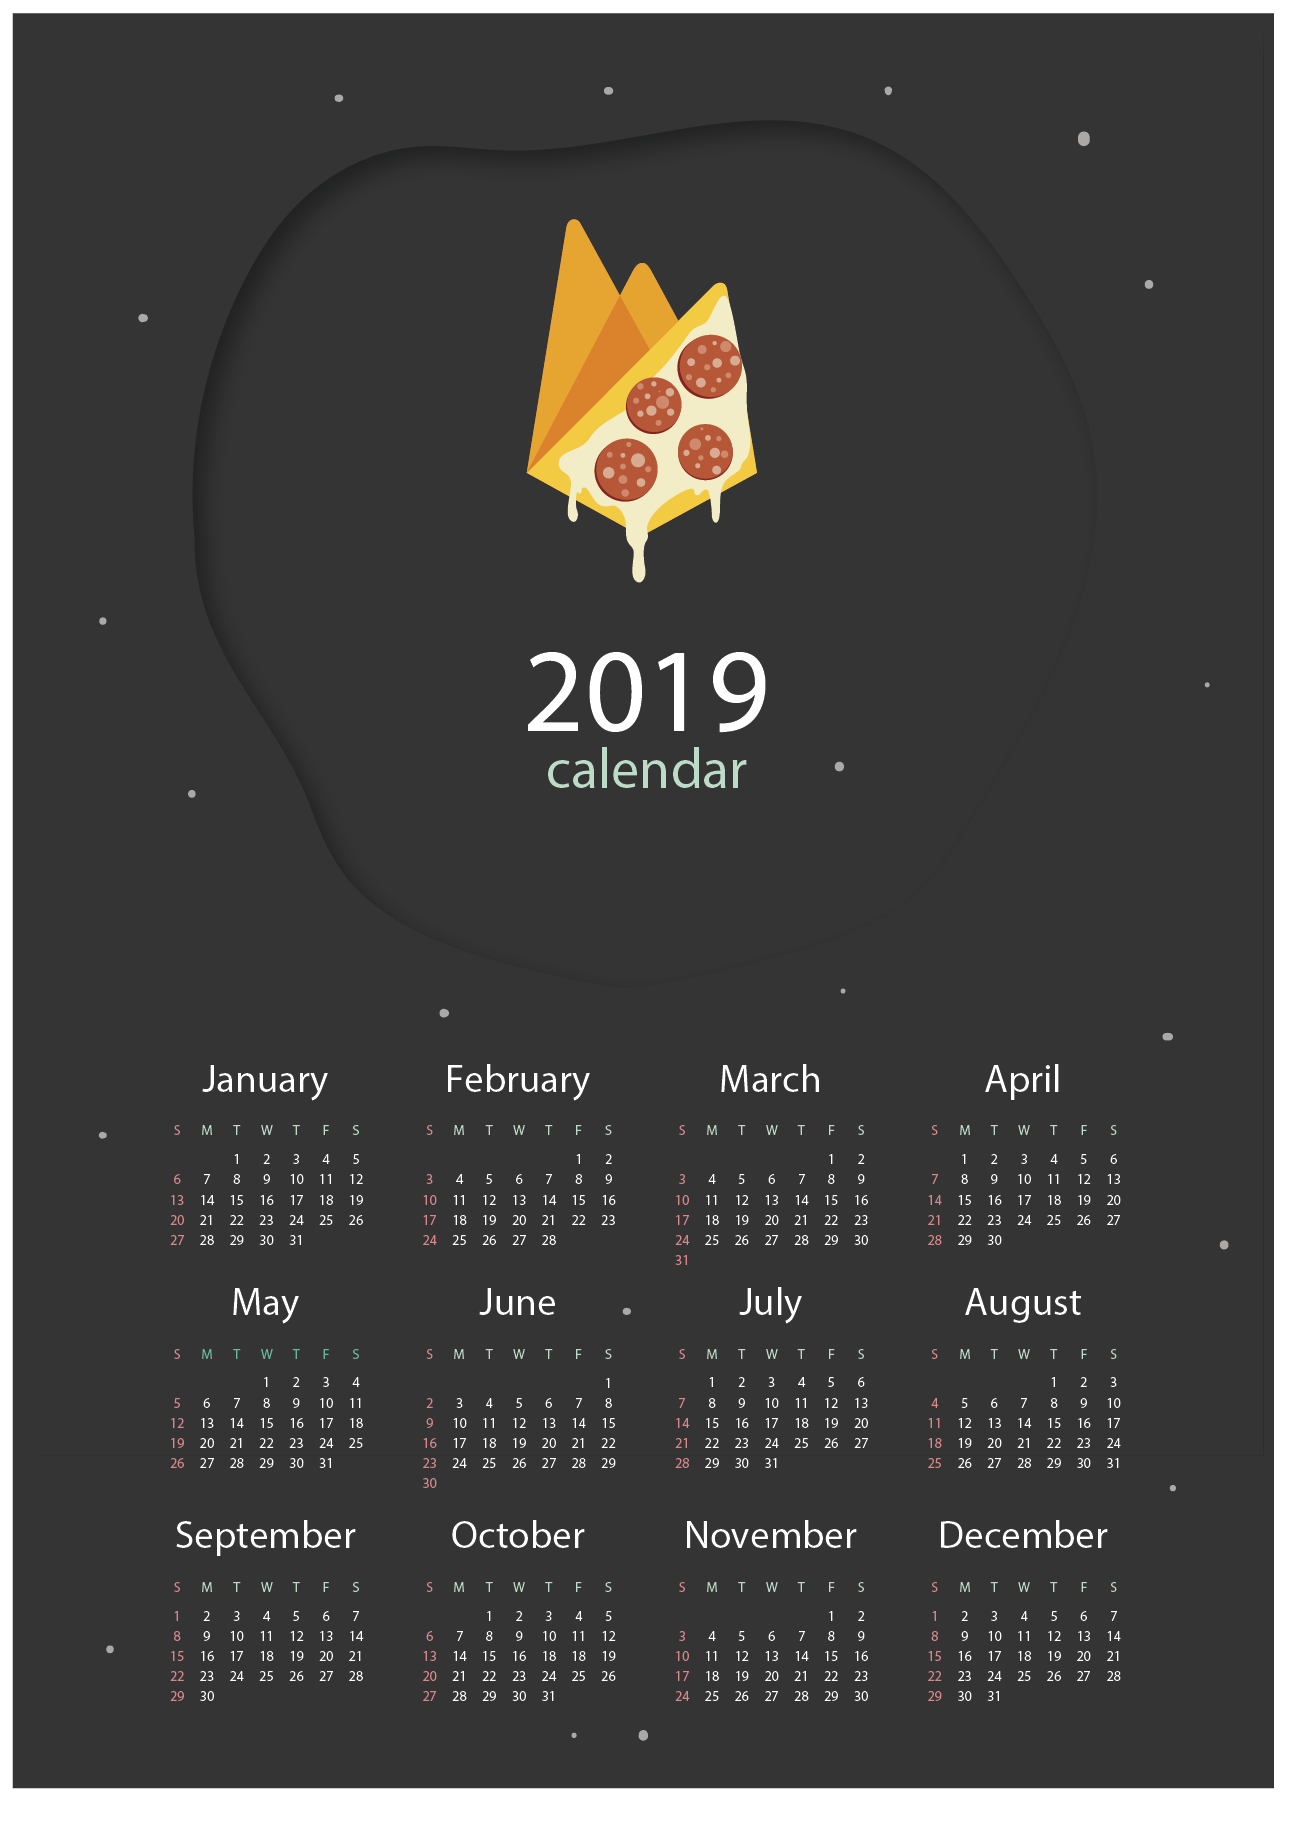 2019
calendar
January February March April
S M T W T F S S M T W T F S S M T W T F S S M T W T F S
1 2 3 4 5 1 2 1 2 1 2 3 4 5 6
6 7 8 9 10 11 12 3 4 5 6 7 8 9 3 4 5 6 7 8 9 7 8 9 10 11 12 13
13 14 15 16 17 18 19 10 11 12 13 14 15 16 10 11 12 13 14 15 16 14 15 16 17 18 19 20
20 21 22 23 24 25 26 17 18 19 20 21 22 23 17 18 19 20 21 22 23 21 22 23 24 25 26 27
27 28 29 30 31 24 25 26 27 28 24 25 26 27 28 29 30 28 29 30
31
May June July August
S M T W T F S S M T W T F S S M T W T F S S M T W T F S
1 2 3 4 1 1 2 3 4 5 6 1 2 3
5 6 7 8 9 10 11 2 3 4 5 6 7 8 7 8 9 10 11 12 13 4 5 6 7 8 9 10
12 13 14 15 16 17 18 9 10 11 12 13 14 15 14 15 16 17 18 19 20 11 12 13 14 15 16 17
19 20 21 22 23 24 25 16 17 18 19 20 21 22 21 22 23 24 25 26 27 18 19 20 21 22 23 24
26 27 28 29 30 31 23 24 25 26 27 28 29 28 29 30 31 25 26 27 28 29 30 31
30
September October November December
S M T W T F S S M T W T F S S M T W T F S S M T W T F S
1 2 3 4 5 6 7 1 2 3 4 5 1 2 1 2 3 4 5 6 7
8 9 10 11 12 13 14 6 7 8 9 10 11 12 3 4 5 6 7 8 9 8 9 10 11 12 13 14
15 16 17 18 19 20 21 13 14 15 16 17 18 19 10 11 12 13 14 15 16 15 16 17 18 19 20 21
22 23 24 25 26 27 28 20 21 22 23 24 25 26 17 18 19 20 21 22 23 22 23 24 25 26 27 28
29 30 27 28 29 30 31 24 25 26 27 28 29 30 29 30 31